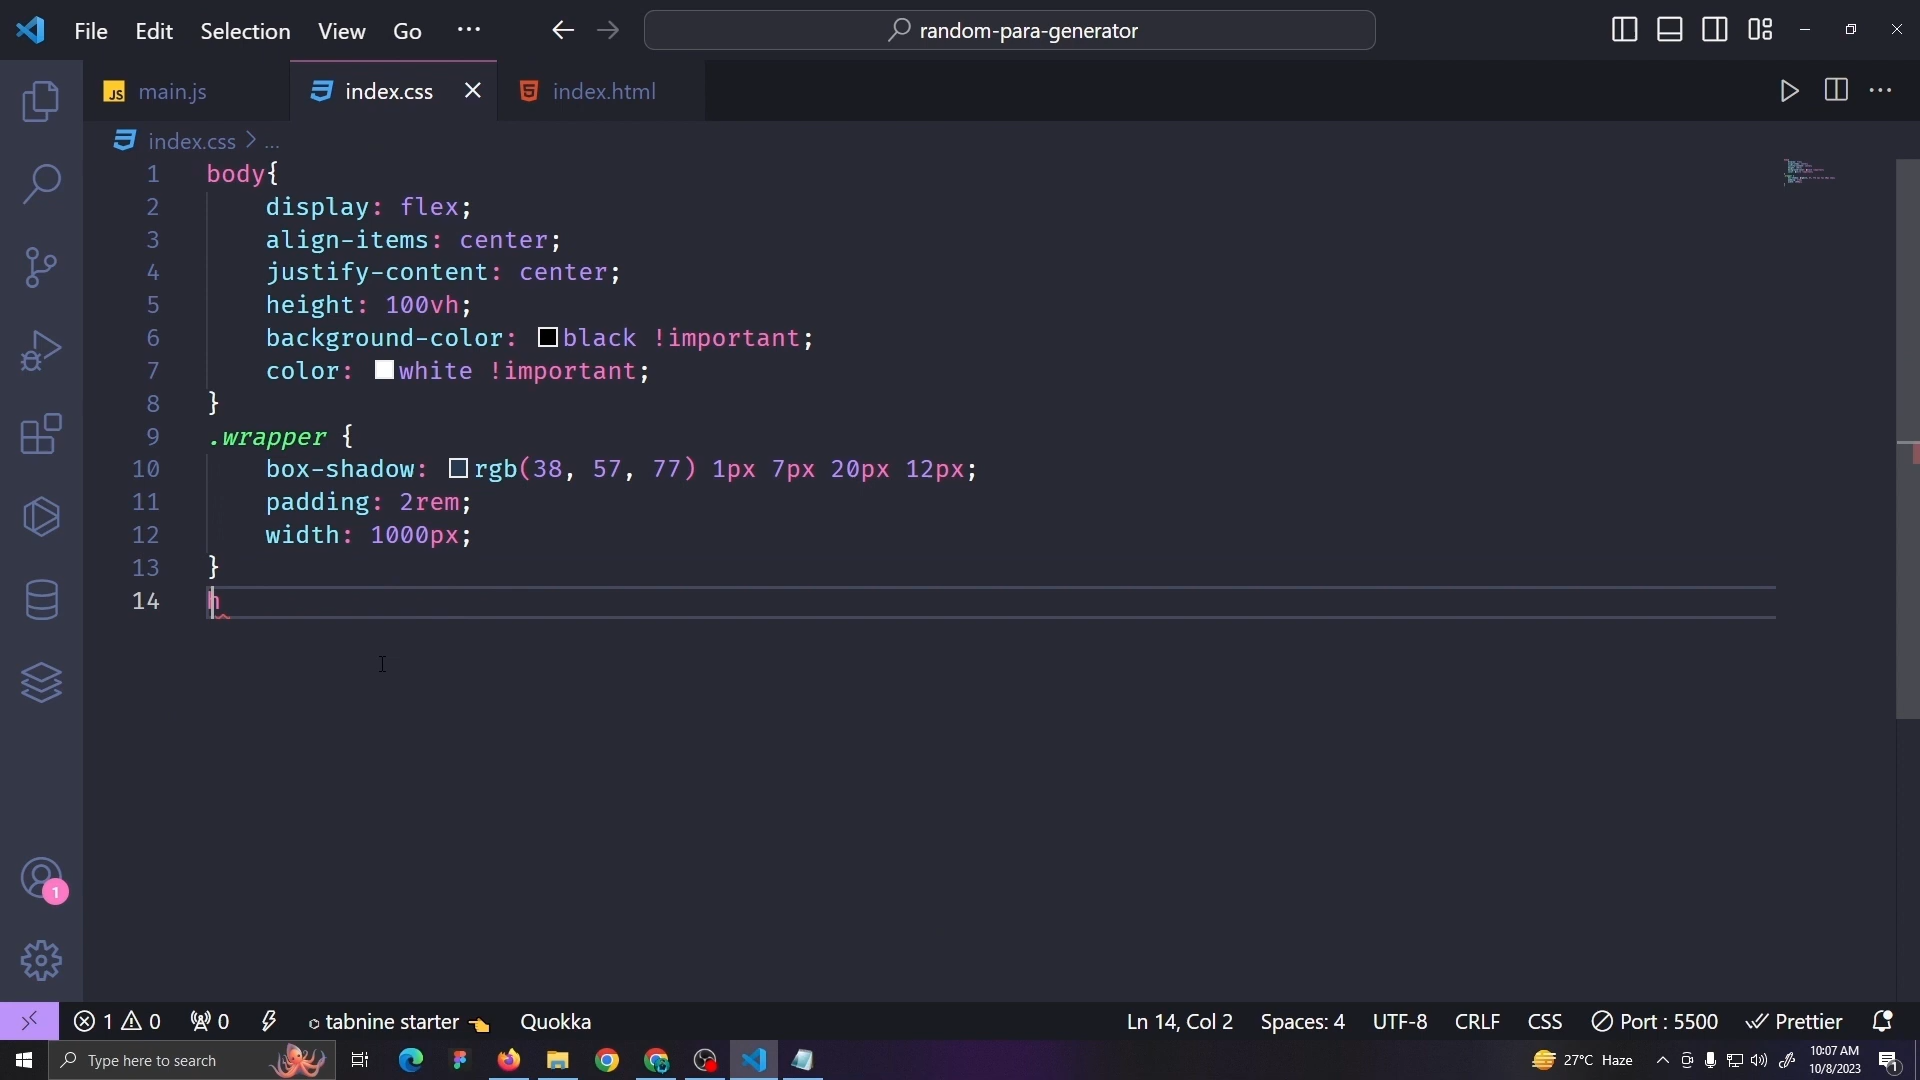 File Edit Selection View Go ···
random-para-generator
JS main.js
index.css
index.html
index.css > ...
1 body{
2 display: flex;
3 align-items: center;
4 justify-content: center;
5 height: 100vh;
6 background-color: black !important;
7 color: white !important;
8 }
9 .wrapper {
10 box-shadow: rgb(38, 57, 77) 1px 7px 20px 12px;
11 padding: 2rem;
12 width: 1000px;
13 }
14 h
1
1 0 0 tabnine starter Quokka Ln 14, Col 2 Spaces: 4 UTF-8 CRLF CSS Port : 5500 Prettier
Type here to search 27°C Haze 10:07 AM
10/8/2023
1